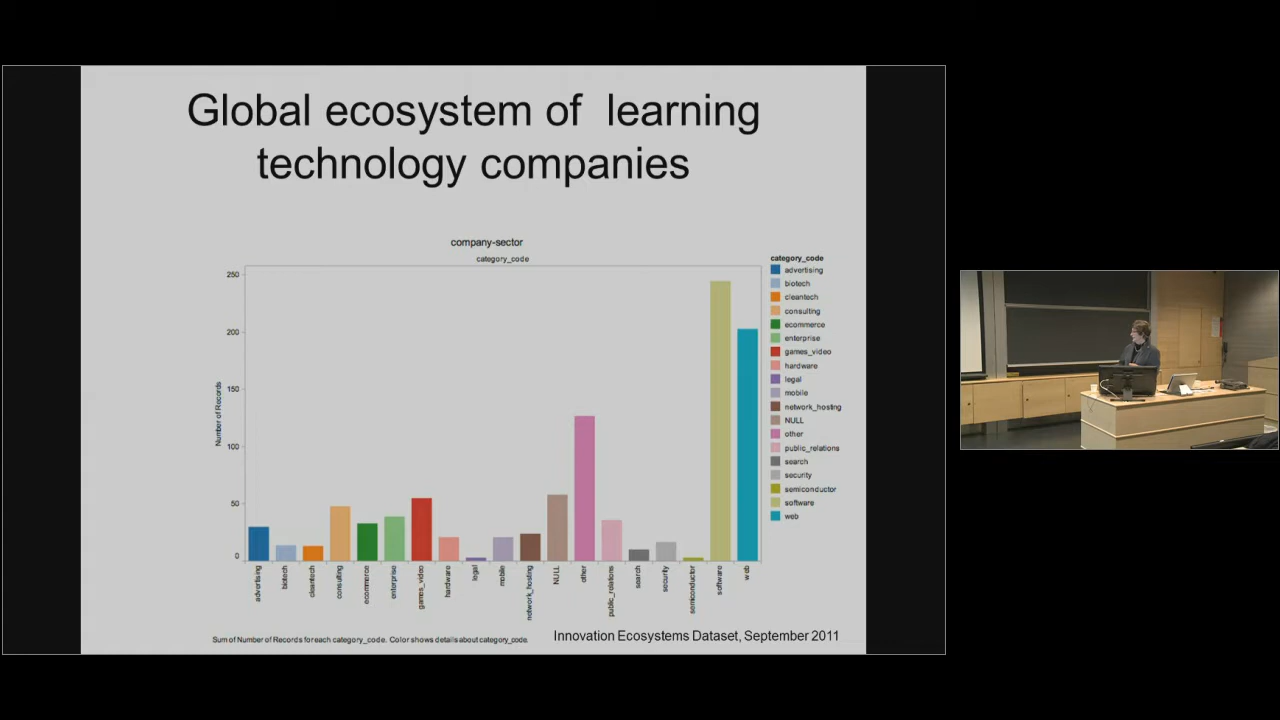 Global ecosystem of  learning
technology companies
company-sector
category_code
250
200
150
100
50
0
Number of Records
advertising
biotech
cleantech
consulting
ecommerce
enterprise
games_video
hardware
legal
mobile
network_hosting
NULL
other
public_relations
search
security
semiconductor
software
web
category_code
advertising
biotech
cleantech
consulting
ecommerce
enterprise
games_video
hardware
legal
mobile
network_hosting
NULL
other
public_relations
search
security
semiconductor
software
web
Sum of Number of Records for each category_code. Color shows details about category_code.
Innovation Ecosystems Dataset, September 2011